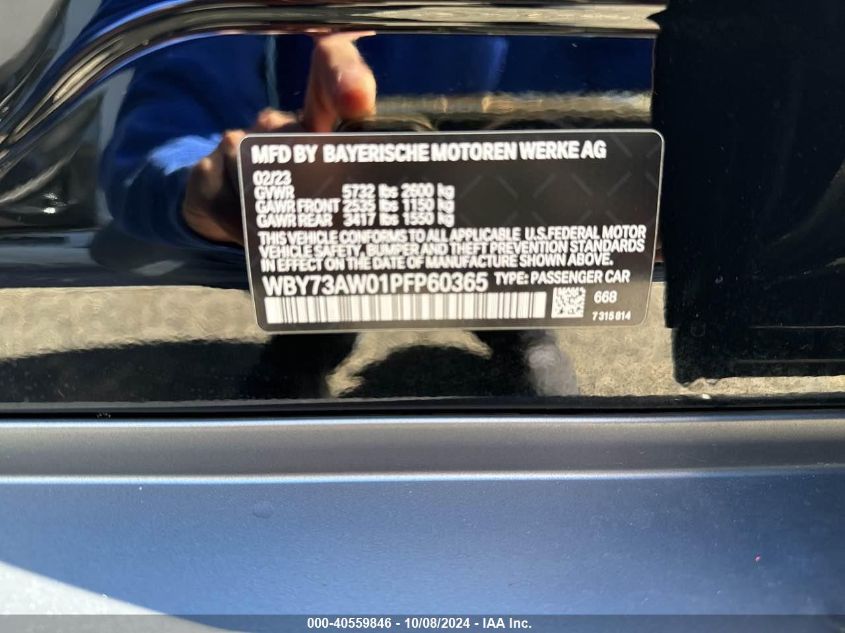 MFD BY BAYERISCHE MOTOREN WERKE AG
02/23
GVWR 5732 lbs 2600 kg
GAWR FRONT 2535 lbs 1150 kg
GAWR REAR 3417 lbs 1550 kg
THIS VEHICLE CONFORMS TO ALL APPLICABLE U.S. FEDERAL MOTOR
VEHICLE SAFETY, BUMPER AND THEFT PREVENTION STANDARDS
IN EFFECT ON THE DATE OF MANUFACTURE SHOWN ABOVE.
WBY73AW01PFP60365 TYPE: PASSENGER CAR
668
7 315 814
000-40559846 - 10/08/2024 - IAA Inc.